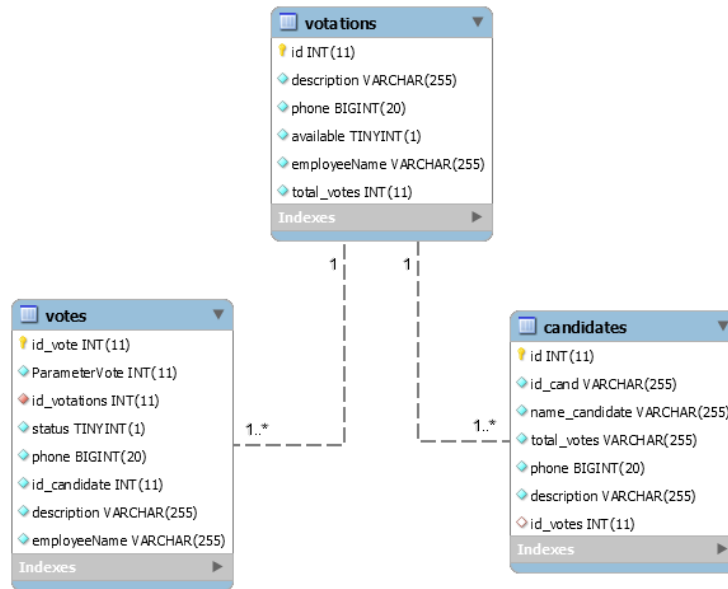 votations
id INT(11)
description VARCHAR(255)
phone BIGINT(20)
available TINYINT(1)
employeeName VARCHAR(255)
total_votes INT(11)
Indexes
1
1
votes
id_vote INT(11)
ParameterVote INT(11)
id_votations INT(11)
status TINYINT(1)
phone BIGINT(20)
id_candidate INT(11)
description VARCHAR(255)
employeeName VARCHAR(255)
Indexes
1..*
1..*
candidates
id INT(11)
id_cand VARCHAR(255)
name_candidate VARCHAR(255)
total_votes VARCHAR(255)
phone BIGINT(20)
description VARCHAR(255)
id_votes INT(11)
Indexes